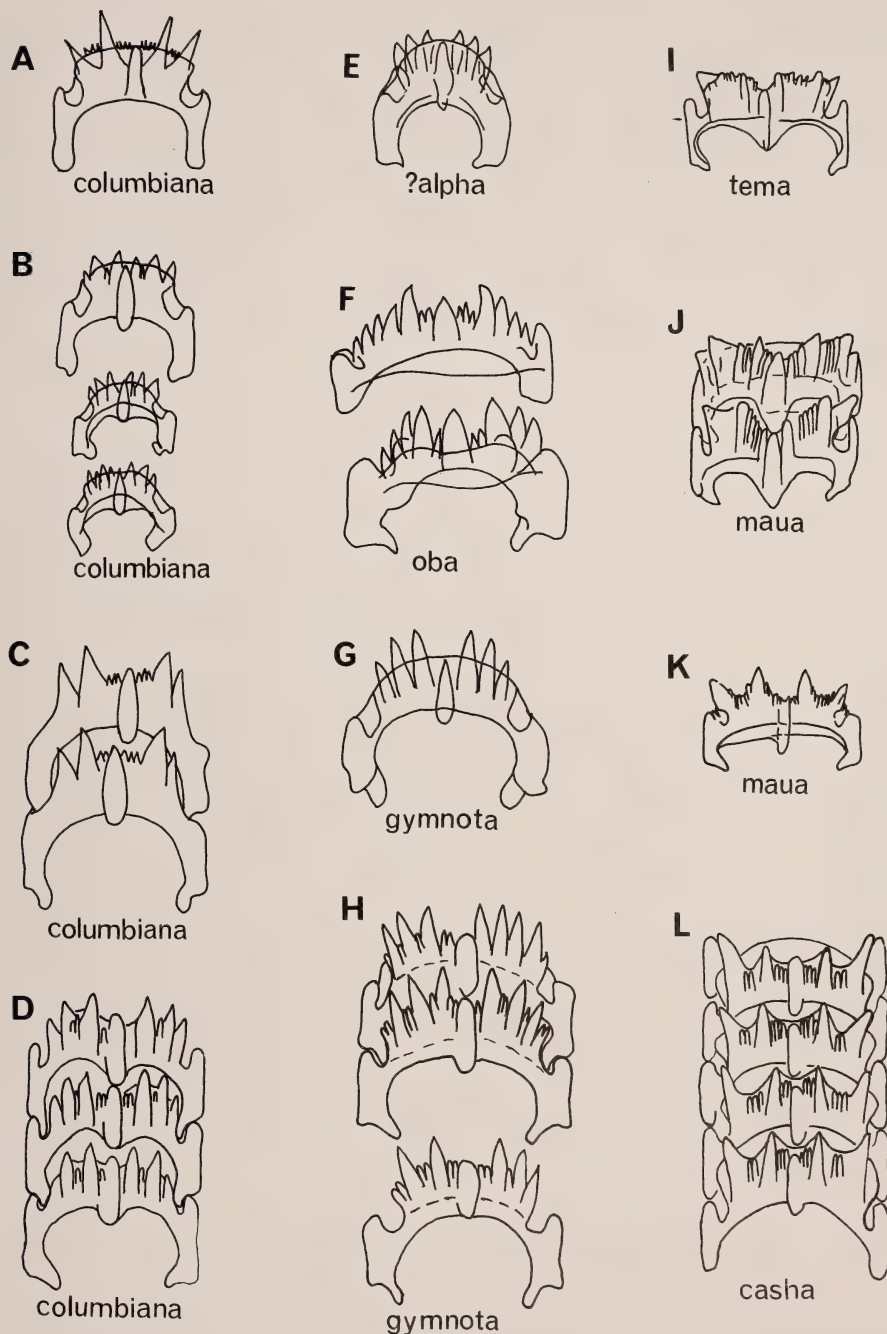 A
columbiana
B
columbiana
C
columbiana
D
columbiana
E
?alpha
F
oba
G
gymnota
H
gymnota
I
tema
J
maua
K
maua
L
casha